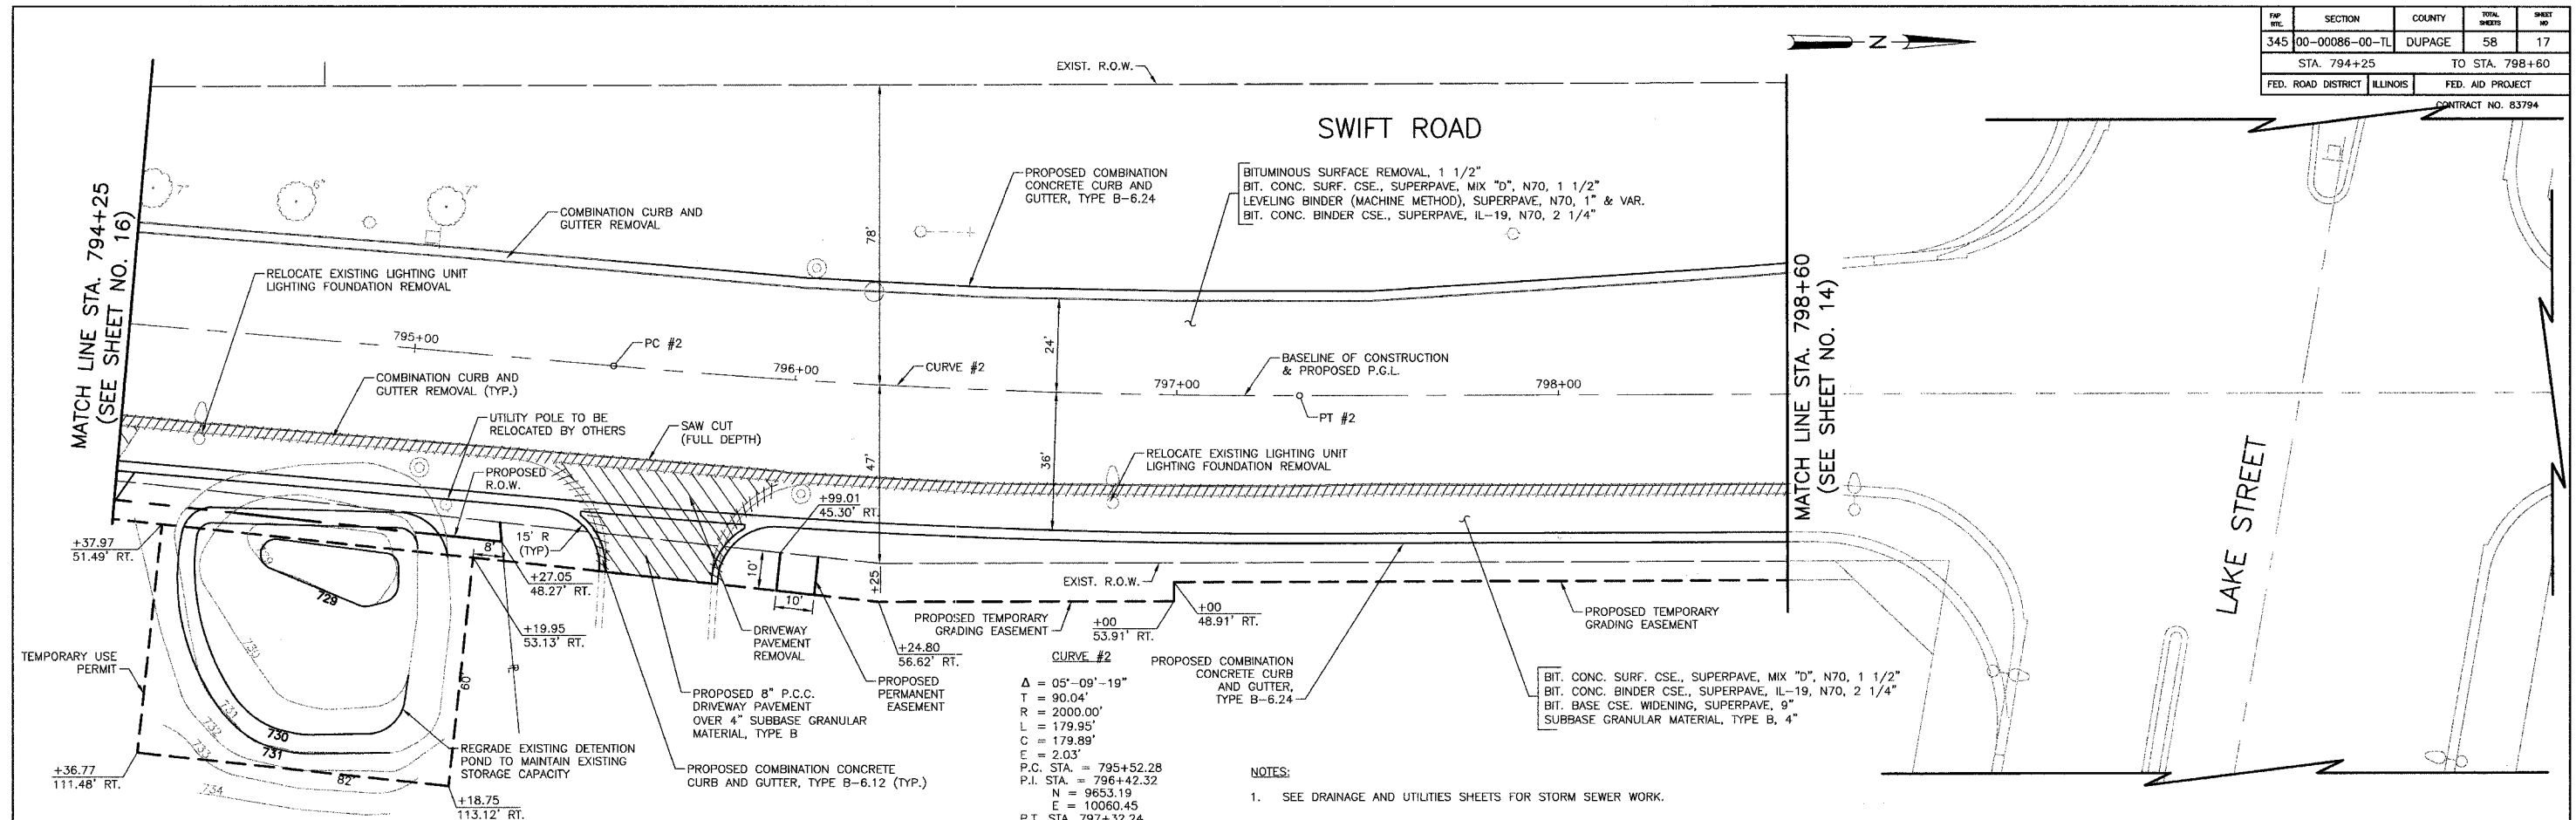 FAP RTE.
SECTION
COUNTY
TOTAL SHEETS
SHEET NO
345
00-00086-00-TL
DUPAGE
58
17
STA. 794+25
TO STA. 798+60
FED. ROAD DISTRICT
ILLINOIS
FED. AID PROJECT
CONTRACT NO. 83794
N
EXIST. R.O.W.
SWIFT ROAD
MATCH LINE STA. 794+25
(SEE SHEET NO. 16)
7"
6"
7"
COMBINATION CURB AND
GUTTER REMOVAL
78'
PROPOSED COMBINATION
CONCRETE CURB AND
GUTTER, TYPE B-6.24
BITUMINOUS SURFACE REMOVAL, 1 1/2"
BIT. CONC. SURF. CSE., SUPERPAVE, MIX "D", N70, 1 1/2"
LEVELING BINDER (MACHINE METHOD), SUPERPAVE, N70, 1" & VAR.
BIT. CONC. BINDER CSE., SUPERPAVE, IL-19, N70, 2 1/4"
RELOCATE EXISTING LIGHTING UNIT
LIGHTING FOUNDATION REMOVAL
795+00
PC #2
796+00
CURVE #2
24'
BASELINE OF CONSTRUCTION
& PROPOSED P.G.L.
797+00
798+00
PT #2
MATCH LINE STA. 798+60
(SEE SHEET NO. 14)
COMBINATION CURB AND
GUTTER REMOVAL (TYP.)
UTILITY POLE TO BE
RELOCATED BY OTHERS
SAW CUT
(FULL DEPTH)
47'
36'
RELOCATE EXISTING LIGHTING UNIT
LIGHTING FOUNDATION REMOVAL
PROPOSED
R.O.W.
+99.01
45.30' RT.
15' R
(TYP)
8'
10'
10'
+25
EXIST. R.O.W.
LAKE STREET
+37.97
51.49' RT.
+27.05
48.27' RT.
+19.95
53.13' RT.
729
730
731
732
733
734
730
731
82'
60'
TEMPORARY USE
PERMIT
DRIVEWAY
PAVEMENT
REMOVAL
PROPOSED TEMPORARY
GRADING EASEMENT
+00
53.91' RT.
+00
48.91' RT.
PROPOSED TEMPORARY
GRADING EASEMENT
+24.80
56.62' RT.
PROPOSED
PERMANENT
EASEMENT
PROPOSED 8" P.C.C.
DRIVEWAY PAVEMENT
OVER 4" SUBBASE GRANULAR
MATERIAL, TYPE B
PROPOSED COMBINATION
CONCRETE CURB
AND GUTTER,
TYPE B-6.24
BIT. CONC. SURF. CSE., SUPERPAVE, MIX "D", N70, 1 1/2"
BIT. CONC. BINDER CSE., SUPERPAVE, IL-19, N70, 2 1/4"
BIT. BASE CSE. WIDENING, SUPERPAVE, 9"
SUBBASE GRANULAR MATERIAL, TYPE B, 4"
REGRADE EXISTING DETENTION
POND TO MAINTAIN EXISTING
STORAGE CAPACITY
PROPOSED COMBINATION CONCRETE
CURB AND GUTTER, TYPE B-6.12 (TYP.)
+36.77
111.48' RT.
+18.75
113.12' RT.
CURVE #2
Δ = 05°-09'-19"
T = 90.04'
R = 2000.00'
L = 179.95'
C = 179.89'
E = 2.03'
P.C. STA. = 795+52.28
P.I. STA. = 796+42.32
N = 9653.19
E = 10060.45
P.T. STA. 797+32.24
NOTES:
1. SEE DRAINAGE AND UTILITIES SHEETS FOR STORM SEWER WORK.